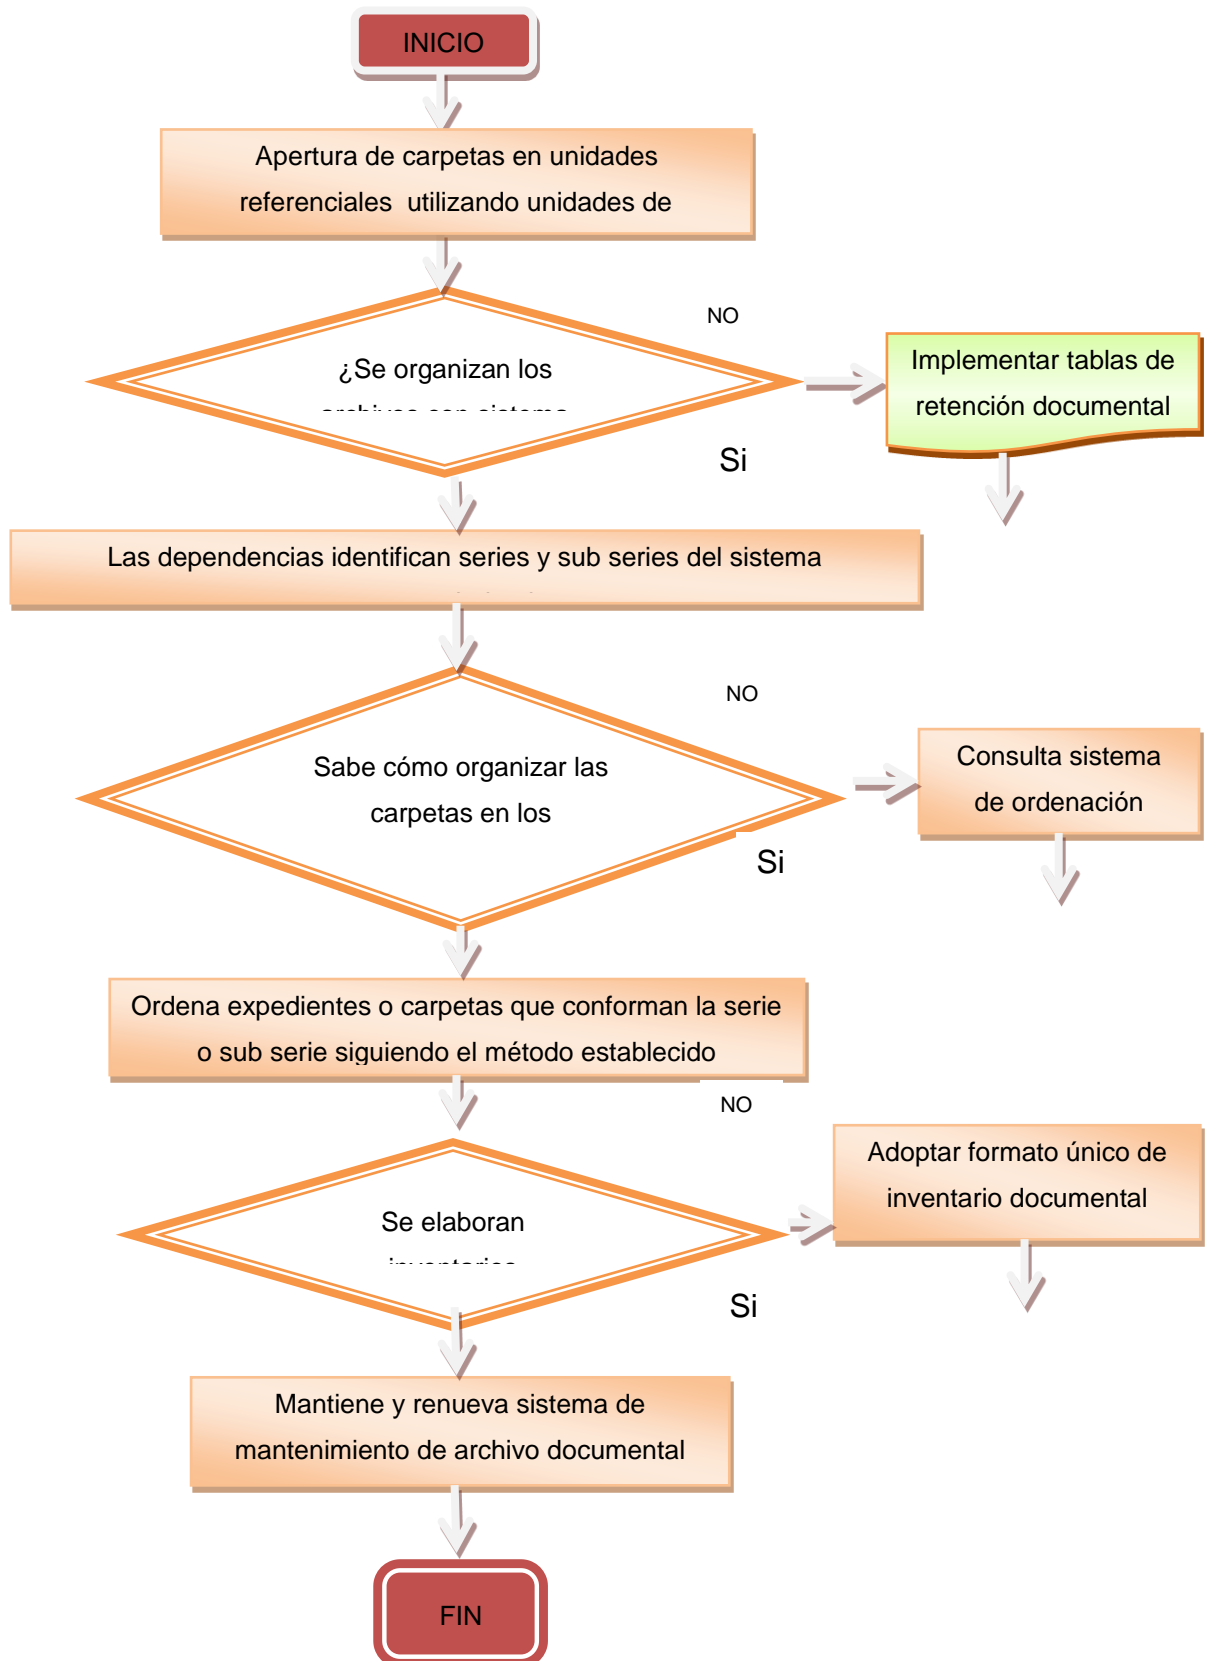 INICIO
Apertura de carpetas en unidades
referenciales utilizando unidades de
NO
¿Se organizan los
Implementar tablas de
retención documental
Si
Las dependencias identifican series y sub series del sistema
NO
Sabe cómo organizar las
carpetas en los
Consulta sistema
de ordenación
Si
Ordena expedientes o carpetas que conforman la serie
o sub serie siguiendo el método establecido
NO
Adoptar formato único de
inventario documental
Se elaboran
Si
Mantiene y renueva sistema de
mantenimiento de archivo documental
FIN